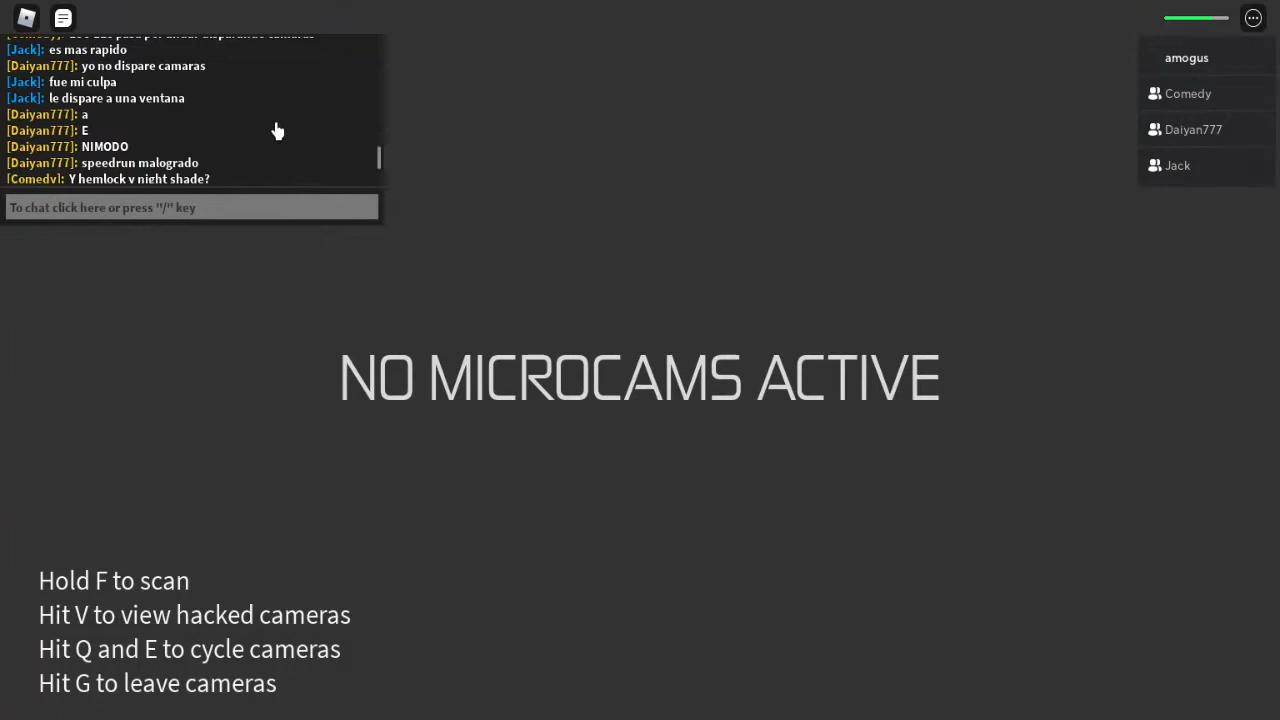 [Jack]: es mas rapido
[Daiyan777]: yo no dispare camaras
[Jack]: fue mi culpa
[Jack]: le dispare a una ventana
[Daiyan777]: a
[Daiyan777]: E
[Daiyan777]: NIMODO
[Daiyan777]: speedrun malogrado
[Comedy]: Y hemlock y night shade?
To chat click here or press "/" key
amogus
Comedy
Daiyan777
Jack
NO MICROCAMS ACTIVE
Hold F to scan
Hit V to view hacked cameras
Hit Q and E to cycle cameras
Hit G to leave cameras